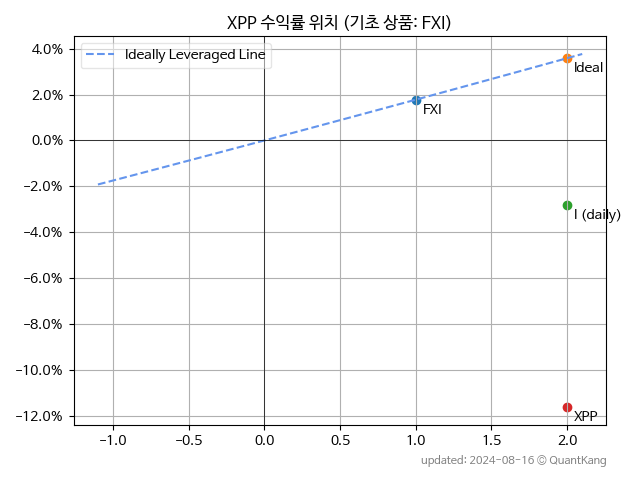 XPP 수익률 위치 (기초 상품: FXI)
Ideally Leveraged Line
4.0%
2.0%
0.0%
−2.0%
−4.0%
−6.0%
−8.0%
−10.0%
−12.0%
Ideal
FXI
I (daily)
XPP
−1.0 −0.5 0.0 0.5 1.0 1.5 2.0
updated: 2024-08-16 © QuantKang